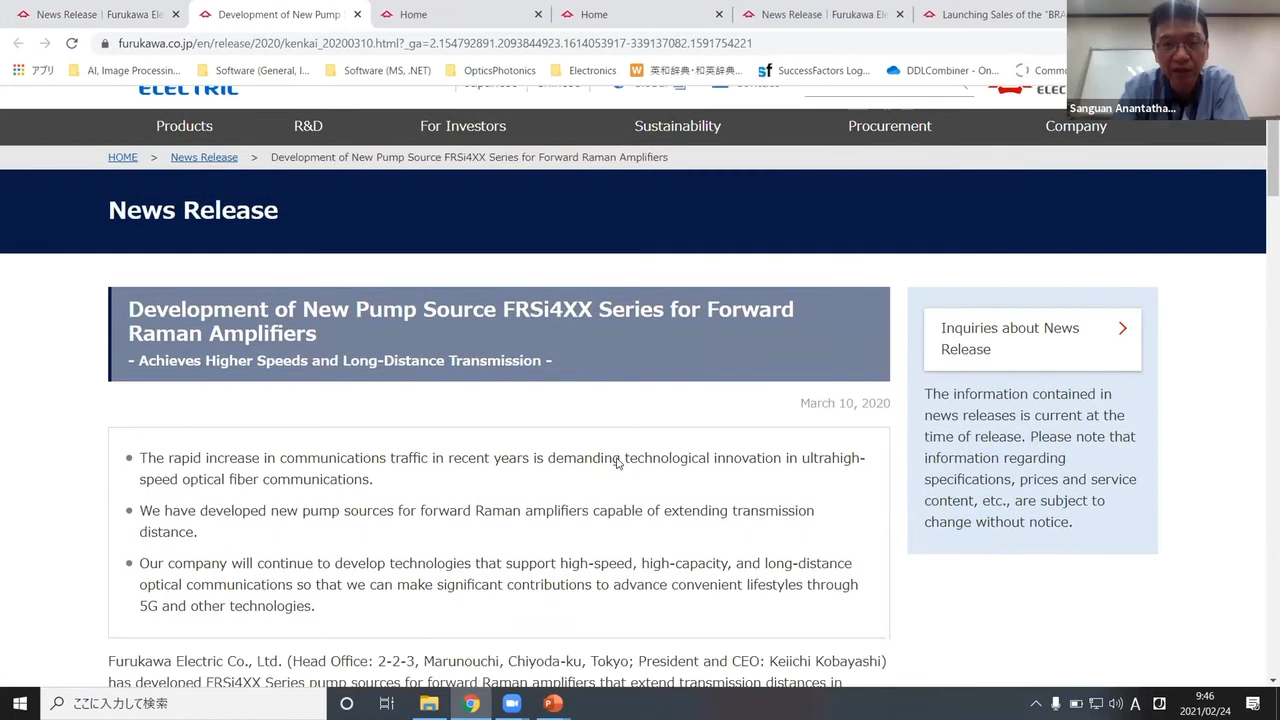 News Release | Furukawa Ele
Development of New Pump S
Home
Home
News Release | Furukawa Ele
Launching Sales of the "BRA
furukawa.co.jp/en/release/2020/kenkai_20200310.html?_ga=2.154792891.2093844923.1614053917-339137082.1591754221
アプリ
AI, Image Processin...
Software (General, I...
Software (MS, .NET)
OpticsPhotonics
Electronics
英和辞典・和英辞典...
SuccessFactors Log...
DDLCombiner - On...
Sanguan Anantatha...
ELECTRIC
Japanese
Chinese
Global
Contact
Products
R&D
For Investors
Sustainability
Procurement
Company
HOME > News Release > Development of New Pump Source FRSi4XX Series for Forward Raman Amplifiers
News Release
Development of New Pump Source FRSi4XX Series for Forward
Raman Amplifiers
- Achieves Higher Speeds and Long-Distance Transmission -
March 10, 2020
The rapid increase in communications traffic in recent years is demanding technological innovation in ultrahigh-
speed optical fiber communications.
We have developed new pump sources for forward Raman amplifiers capable of extending transmission
distance.
Our company will continue to develop technologies that support high-speed, high-capacity, and long-distance
optical communications so that we can make significant contributions to advance convenient lifestyles through
5G and other technologies.
Furukawa Electric Co., Ltd. (Head Office: 2-2-3, Marunouchi, Chiyoda-ku, Tokyo; President and CEO: Keiichi Kobayashi)
has developed FRSi4XX Series pump sources for forward Raman amplifiers that extend transmission distances in
Inquiries about News
Release
The information contained in
news releases is current at the
time of release. Please note that
information regarding
specifications, prices and service
content, etc., are subject to
change without notice.
ここに入力して検索
A
9:46
2021/02/24